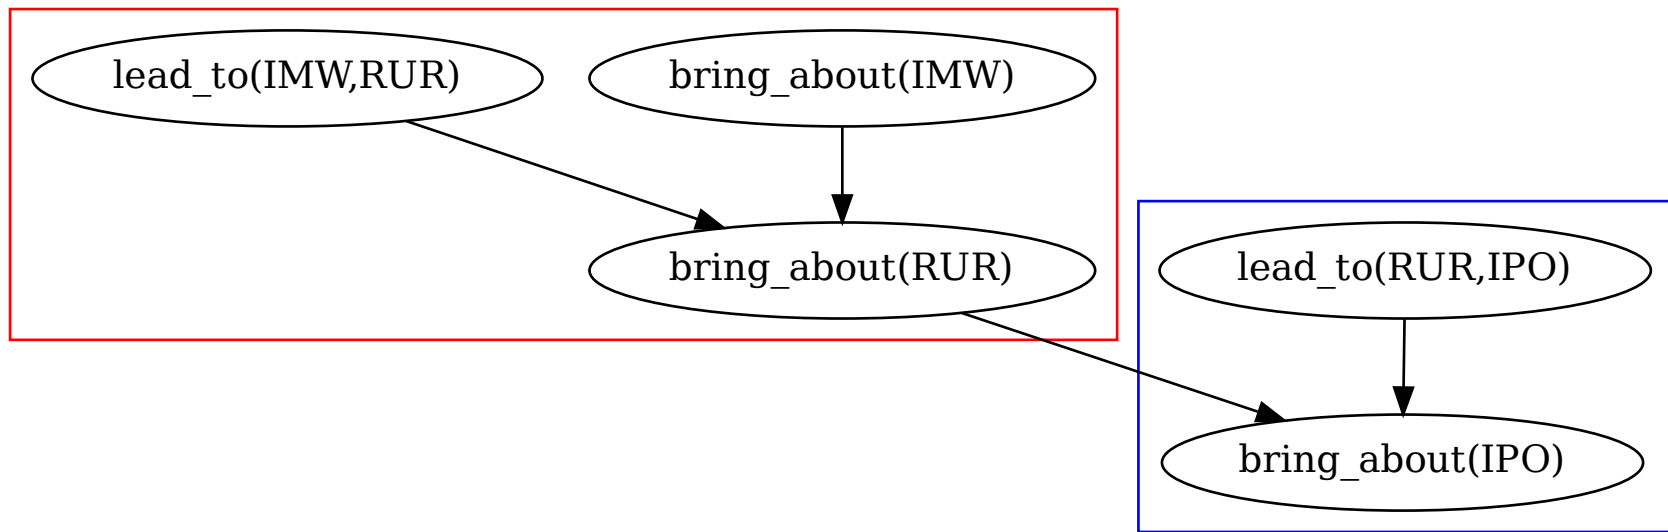 lead_to(IMW,RUR)
bring_about(IMW)
bring_about(RUR)
lead_to(RUR,IPO)
bring_about(IPO)